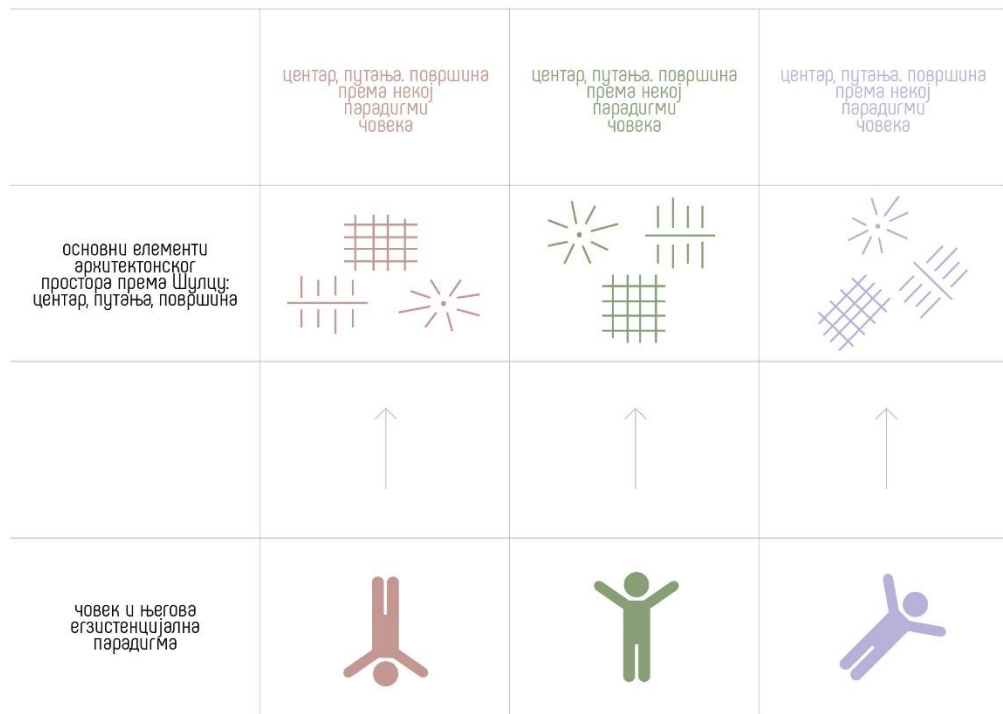 центар, путања. површина
према некој
парадигми
човека
центар, путања. површина
према некој
парадигми
човека
центар, путања. површина
према некој
парадигми
човека
основни елементи
архитектонског
простора према Шулцу:
центар, путања, површина
човек и његова
егзистенцијална
парадигма